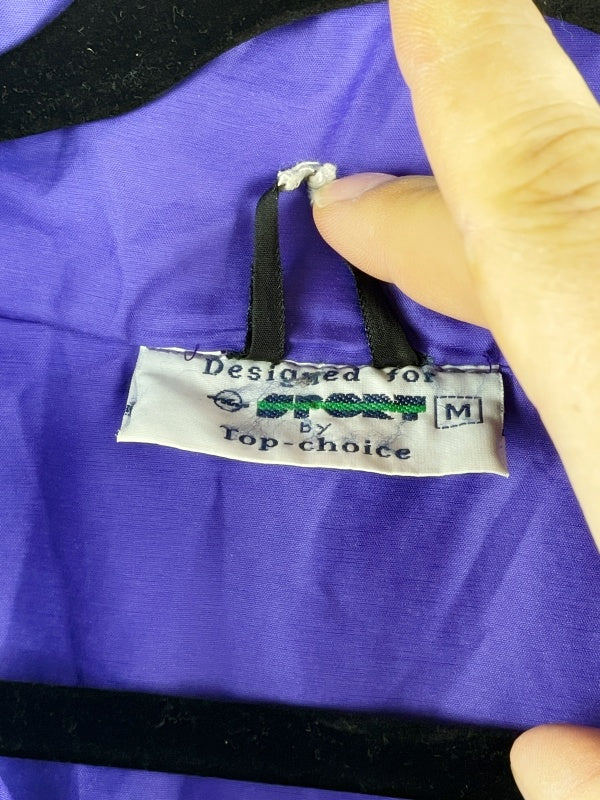 Designed for
SPORT M
by
Top-choice